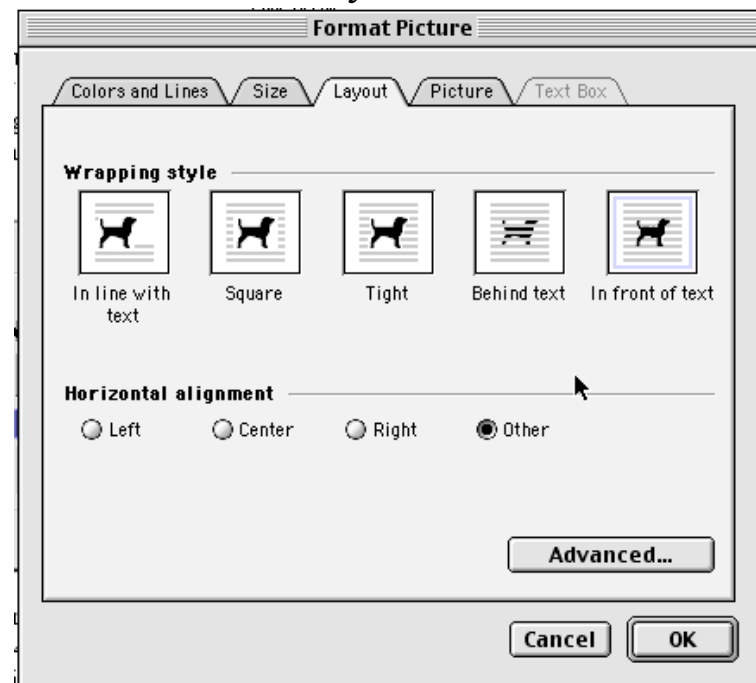 Format Picture
Colors and Lines Size Layout Picture Text Box
Wrapping style
In line with text Square Tight Behind text In front of text
Horizontal alignment
Left Center Right Other
Advanced...
Cancel OK